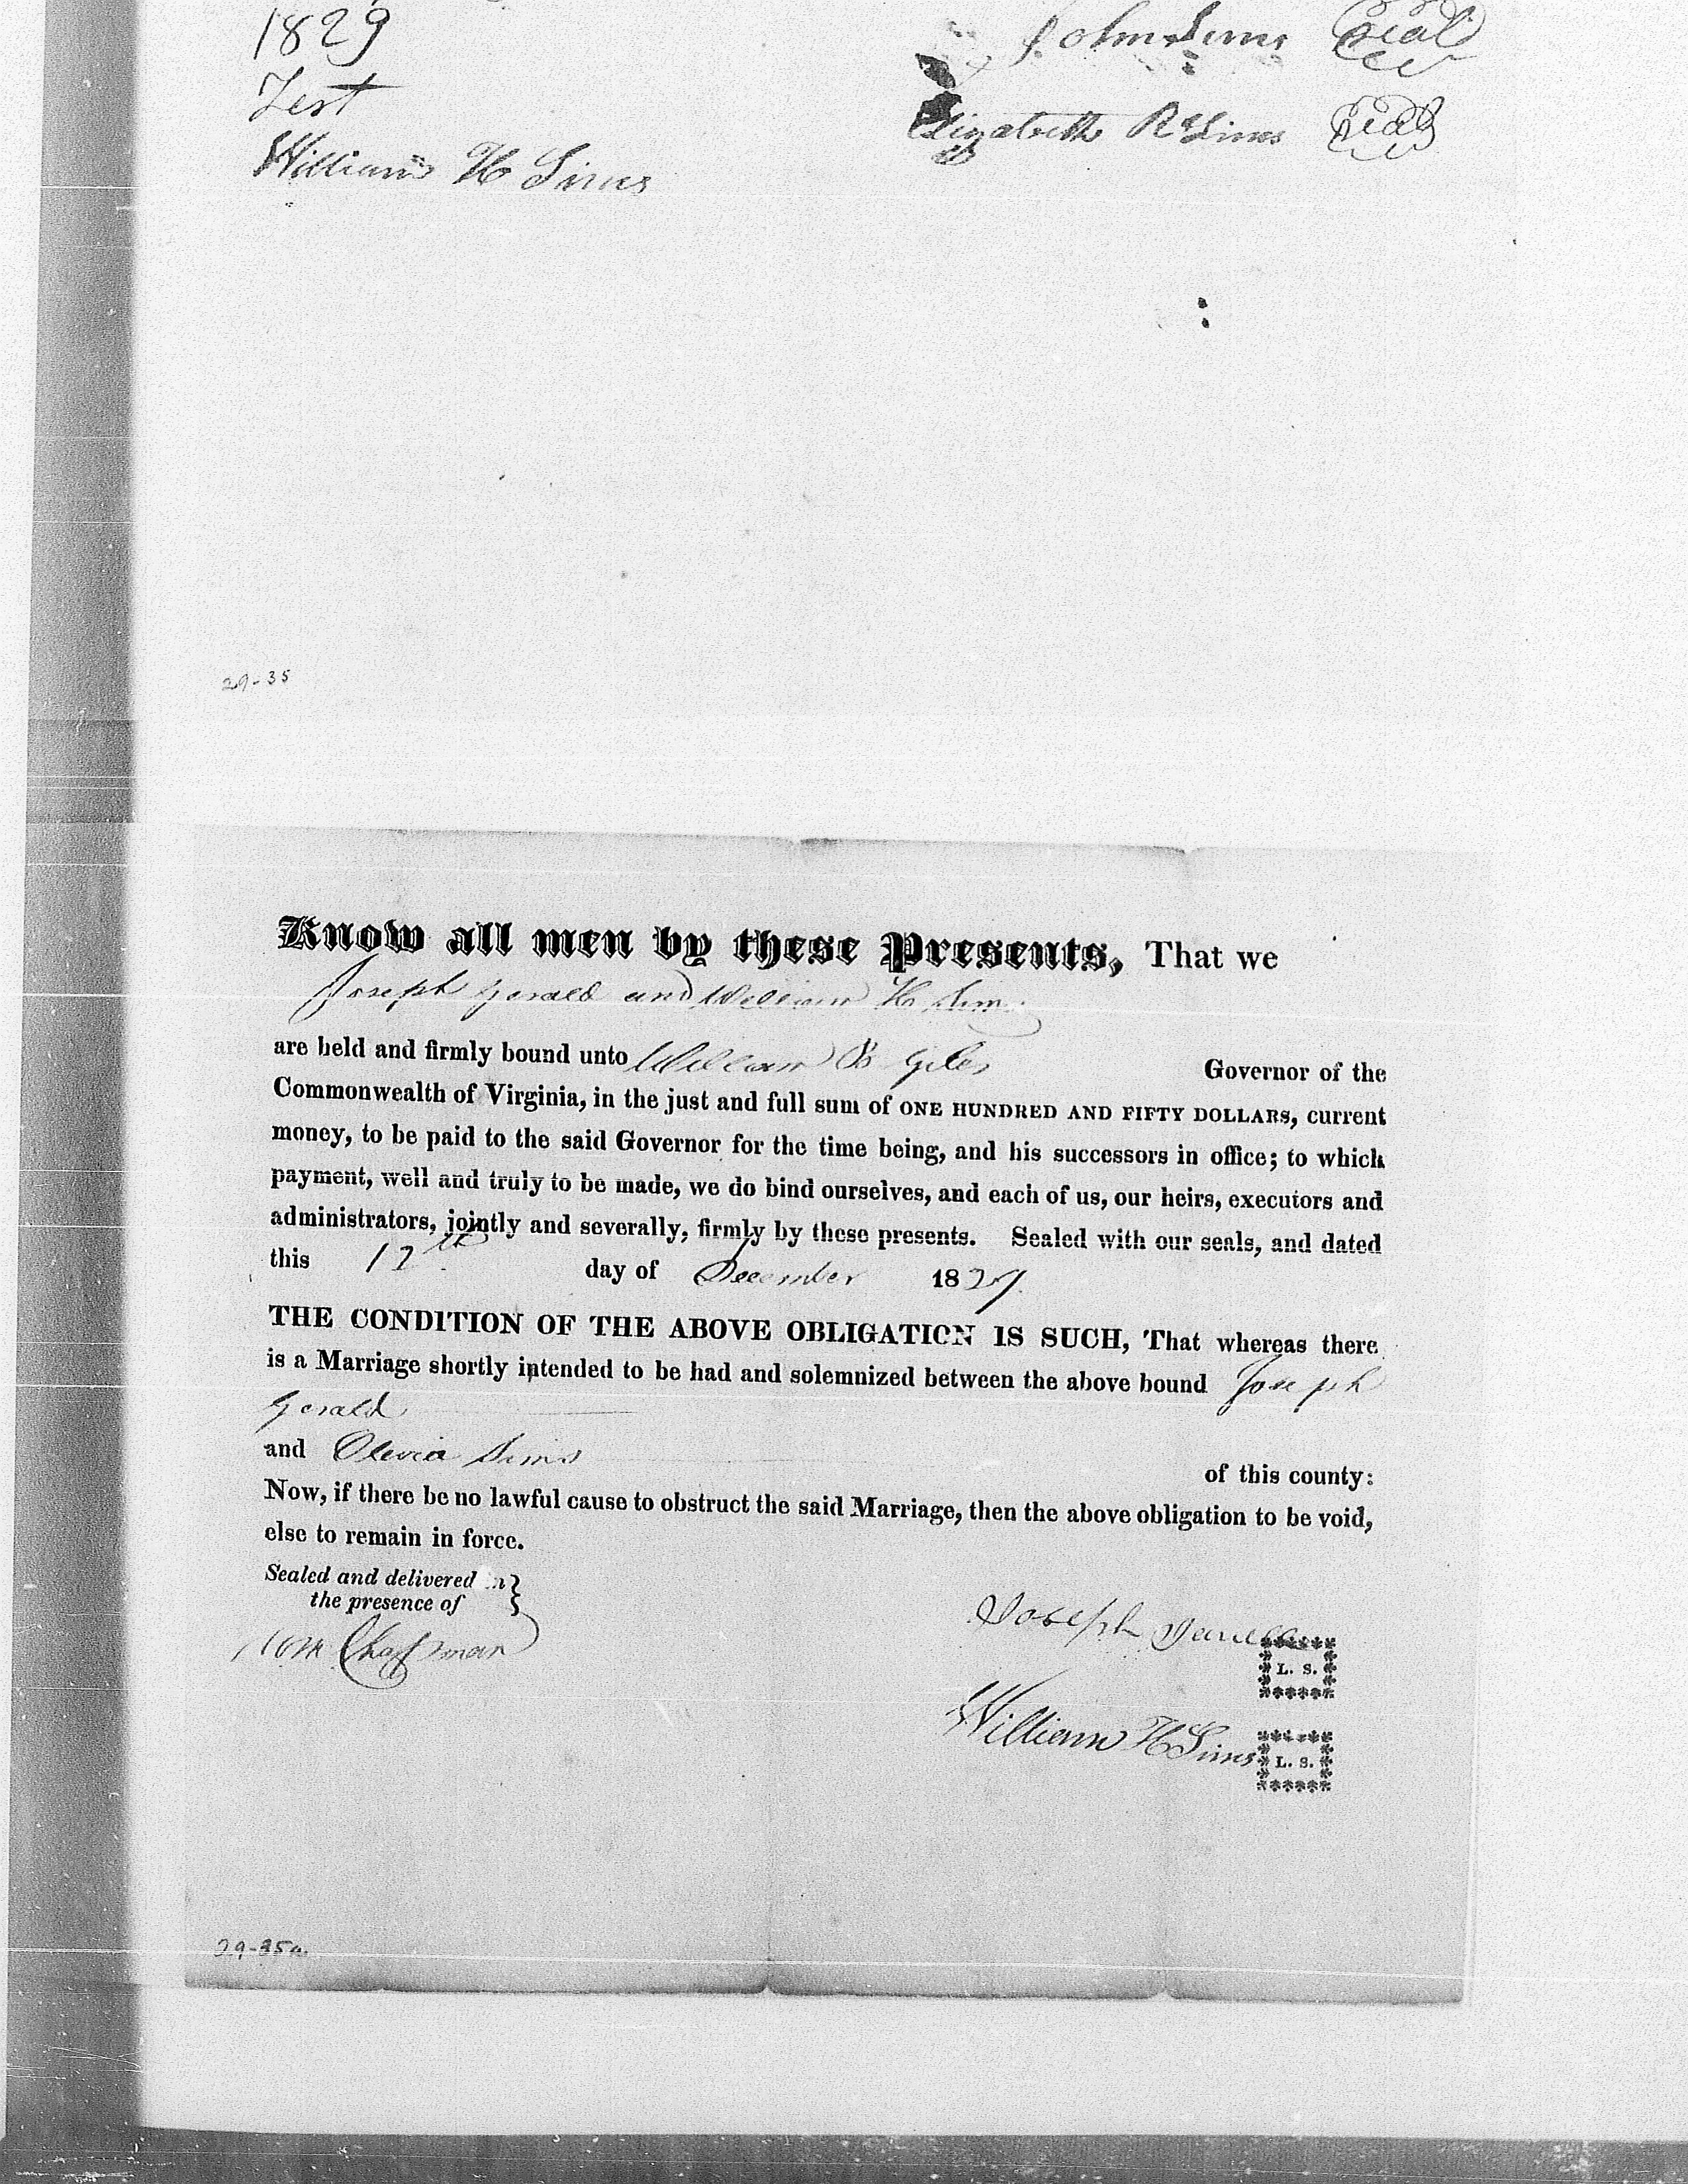 1829
John Sims Seal
Test
Elizabeth R Sims Seal
William H Sims
29-35
Know all men by these Presents, That we
Joseph Gerald and William H Sims
are held and firmly bound unto William B Giles Governor of the
Commonwealth of Virginia, in the just and full sum of ONE HUNDRED AND FIFTY DOLLARS, current
money, to be paid to the said Governor for the time being, and his successors in office; to which
payment, well and truly to be made, we do bind ourselves, and each of us, our heirs, executors and
administrators, jointly and severally, firmly by these presents. Sealed with our seals, and dated
this 12th day of December 1829.
THE CONDITION OF THE ABOVE OBLIGATION IS SUCH, That whereas there
is a Marriage shortly intended to be had and solemnized between the above bound Joseph
Gerald
and Olevia Sims of this county:
Now, if there be no lawful cause to obstruct the said Marriage, then the above obligation to be void,
else to remain in force.
Sealed and delivered in
the presence of
Wm Chapman
Joseph
L. S.
William H Sims L. S.
29-35a